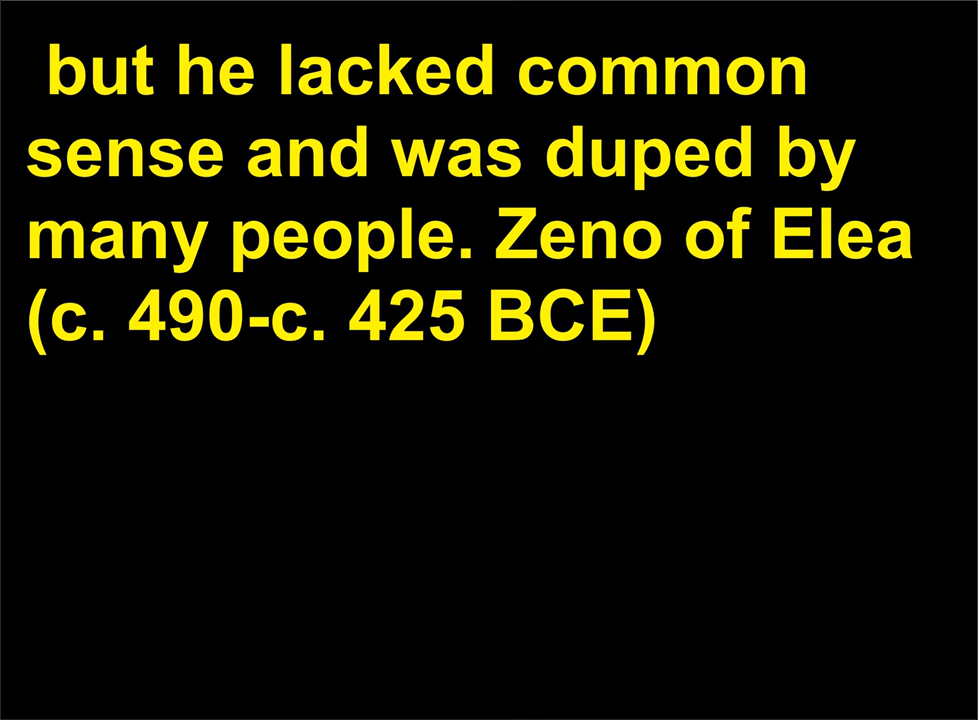 but he lacked common
sense and was duped by
many people. Zeno of Elea
(c. 490-c. 425 BCE)